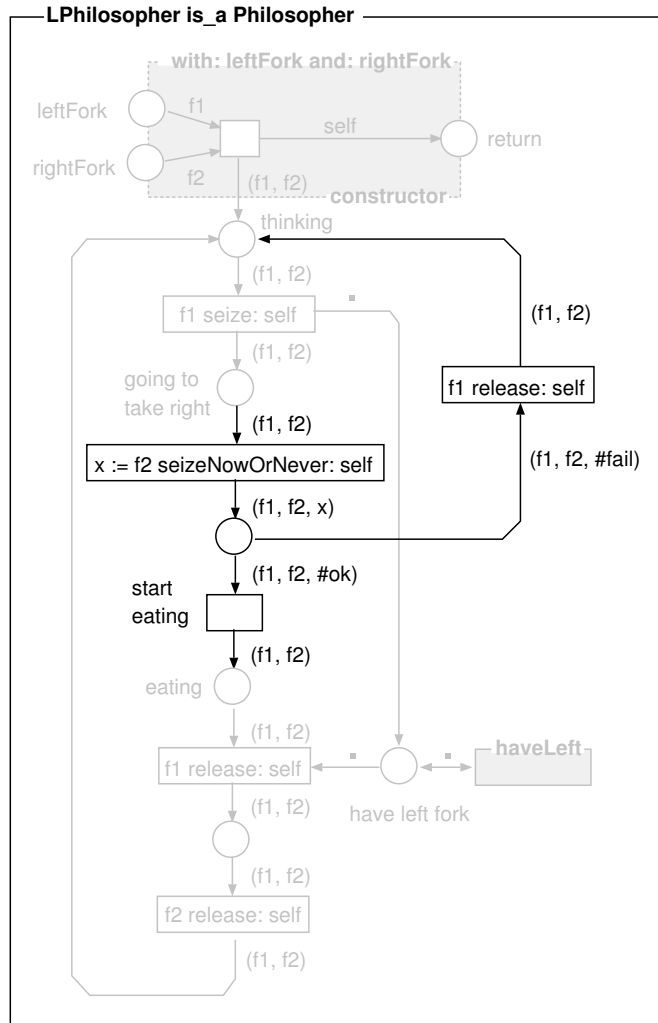 LPhilosopher is_a Philosopher
with: leftFork and: rightFork
leftFork
f1
self
return
rightFork
f2
(f1, f2)
constructor
thinking
(f1, f2)
f1 seize: self
(f1, f2)
(f1, f2)
going to
take right
f1 release: self
(f1, f2)
x := f2 seizeNowOrNever: self
(f1, f2, #fail)
(f1, f2, x)
(f1, f2, #ok)
start
eating
(f1, f2)
eating
(f1, f2)
haveLeft
f1 release: self
(f1, f2)
have left fork
(f1, f2)
f2 release: self
(f1, f2)